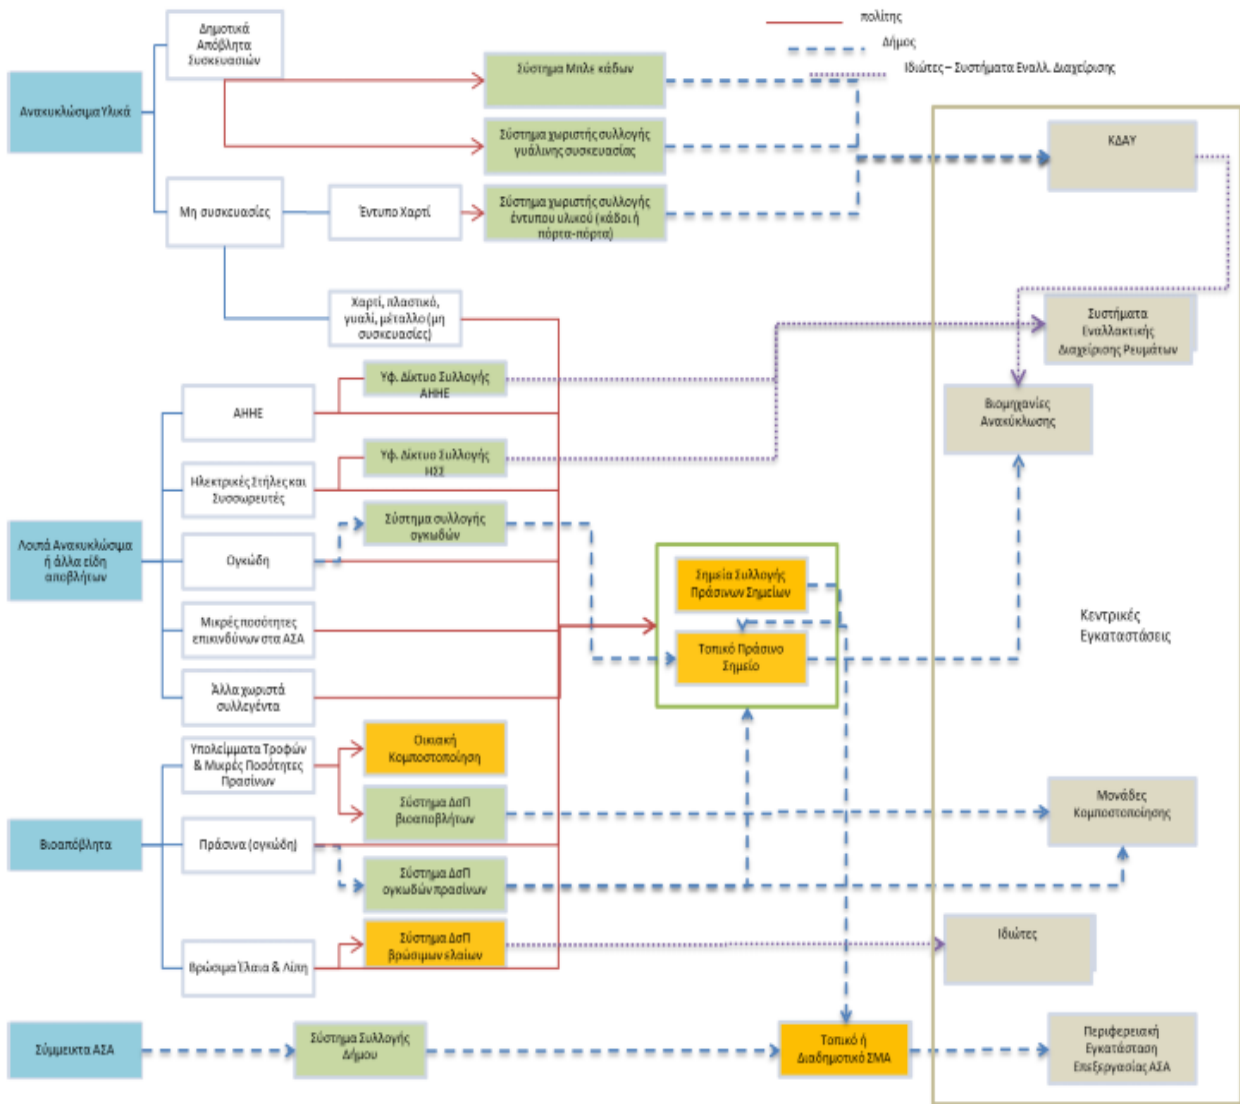 πολίτης
Δήμος
Ιδιώτες – Συστήματα Εναλλ. Διαχείρισης
Ανακυκλώσιμα Υλικά
Δημοτικά
Απόβλητα
Συσκευασιών
Σύστημα Μπλε κάδων
Σύστημα χωριστής συλλογής
γυάλινης συσκευασίας
ΚΔΑΥ
Μη συσκευασίες
Έντυπο Χαρτί
Σύστημα χωριστής συλλογής
έντυπου υλικού (κάδοι ή
πόρτα-πόρτα)
Χαρτί, πλαστικό,
γυαλί, μέταλλο (μη
συσκευασίες)
Συστήματα
Εναλλακτικής
Διαχείρισης Ρευμάτων
Λοιπά Ανακυκλώσιμα
ή άλλα είδη
αποβλήτων
ΑΗΗΕ
Υφ. Δίκτυο Συλλογής
ΑΗΗΕ
Βιομηχανίες
Ανακύκλωσης
Ηλεκτρικές Στήλες και
Συσσωρευτές
Υφ. Δίκτυο Συλλογής
ΗΣΣ
Ογκώδη
Σύστημα συλλογής
ογκωδών
Σημεία Συλλογής
Πράσινων Σημείων
Τοπικό Πράσινο
Σημείο
Κεντρικές
Εγκαταστάσεις
Μικρές ποσότητες
επικινδύνων στα ΑΣΑ
Άλλα χωριστά
συλλεγέντα
Βιοαπόβλητα
Υπολείμματα Τροφών
& Μικρές Ποσότητες
Πρασίνων
Οικιακή
Κομποστοποίηση
Σύστημα ΔσΠ
βιοαποβλήτων
Μονάδες
Κομποστοποίησης
Πράσινα (ογκώδη)
Σύστημα ΔσΠ
ογκωδών πρασίνων
Βρώσιμα Έλαια & Λίπη
Σύστημα ΔσΠ
βρώσιμων ελαίων
Ιδιώτες
Σύμμεικτα ΑΣΑ
Σύστημα Συλλογής
Δήμου
Τοπικό ή
Διαδημοτικό ΣΜΑ
Περιφερειακή
Εγκατάσταση
Επεξεργασίας ΑΣΑ